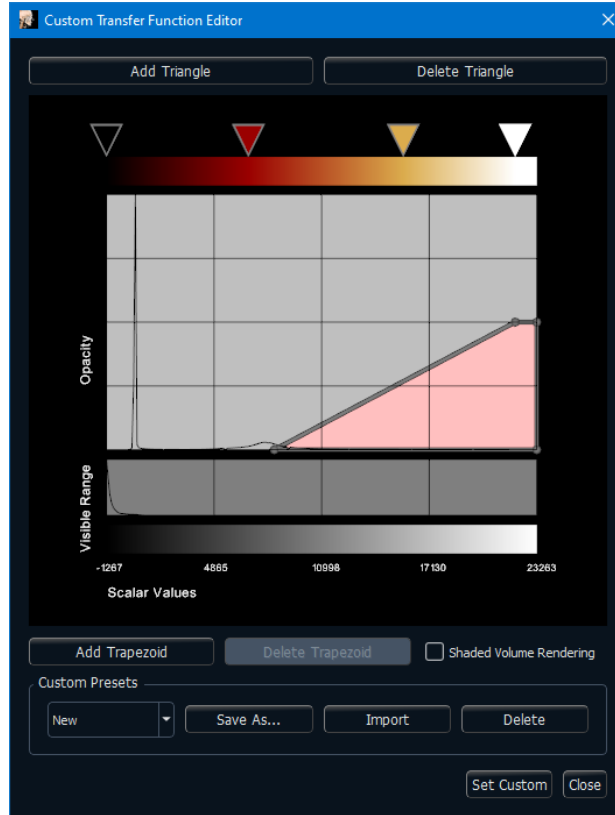 Custom Transfer Function Editor
Add Triangle Delete Triangle
Opacity
Visible Range
-1267 4865 10998 17130 23263
Scalar Values
Add Trapezoid Delete Trapezoid Shaded Volume Rendering
Custom Presets
New Save As... Import Delete
Set Custom Close